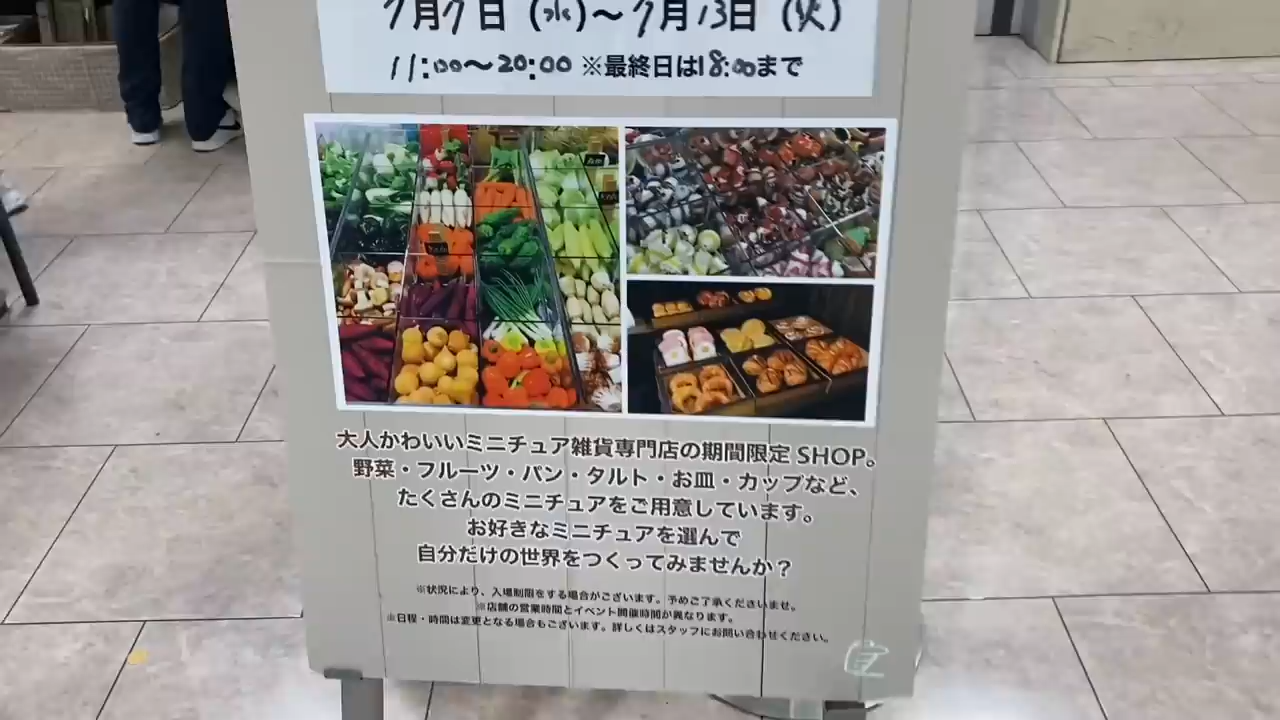 7月7日(水)〜7月13日(火)
11:00〜20:00 ※最終日は18:00まで
大人かわいいミニチュア雑貨専門店の期間限定 SHOP。
野菜・フルーツ・パン・タルト・お皿・カップなど、
たくさんのミニチュアをご用意しています。
お好きなミニチュアを選んで
自分だけの世界をつくってみませんか?
※状況により、入場制限をする場合がございます。予めご了承くださいませ。
※店舗の営業時間とイベント開催時間が異なります。
※日程・時間は変更となる場合もございます。詳しくはスタッフにお問い合わせください。